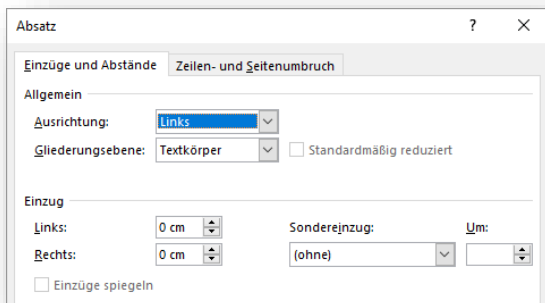 Absatz ? ×
Einzüge und Abstände Zeilen- und Seitenumbruch
Allgemein
Ausrichtung: Links
Gliederungsebene: Textkörper Standardmäßig reduziert
Einzug
Links: 0 cm Sondereinzug: Um:
Rechts: 0 cm (ohne)
Einzüge spiegeln